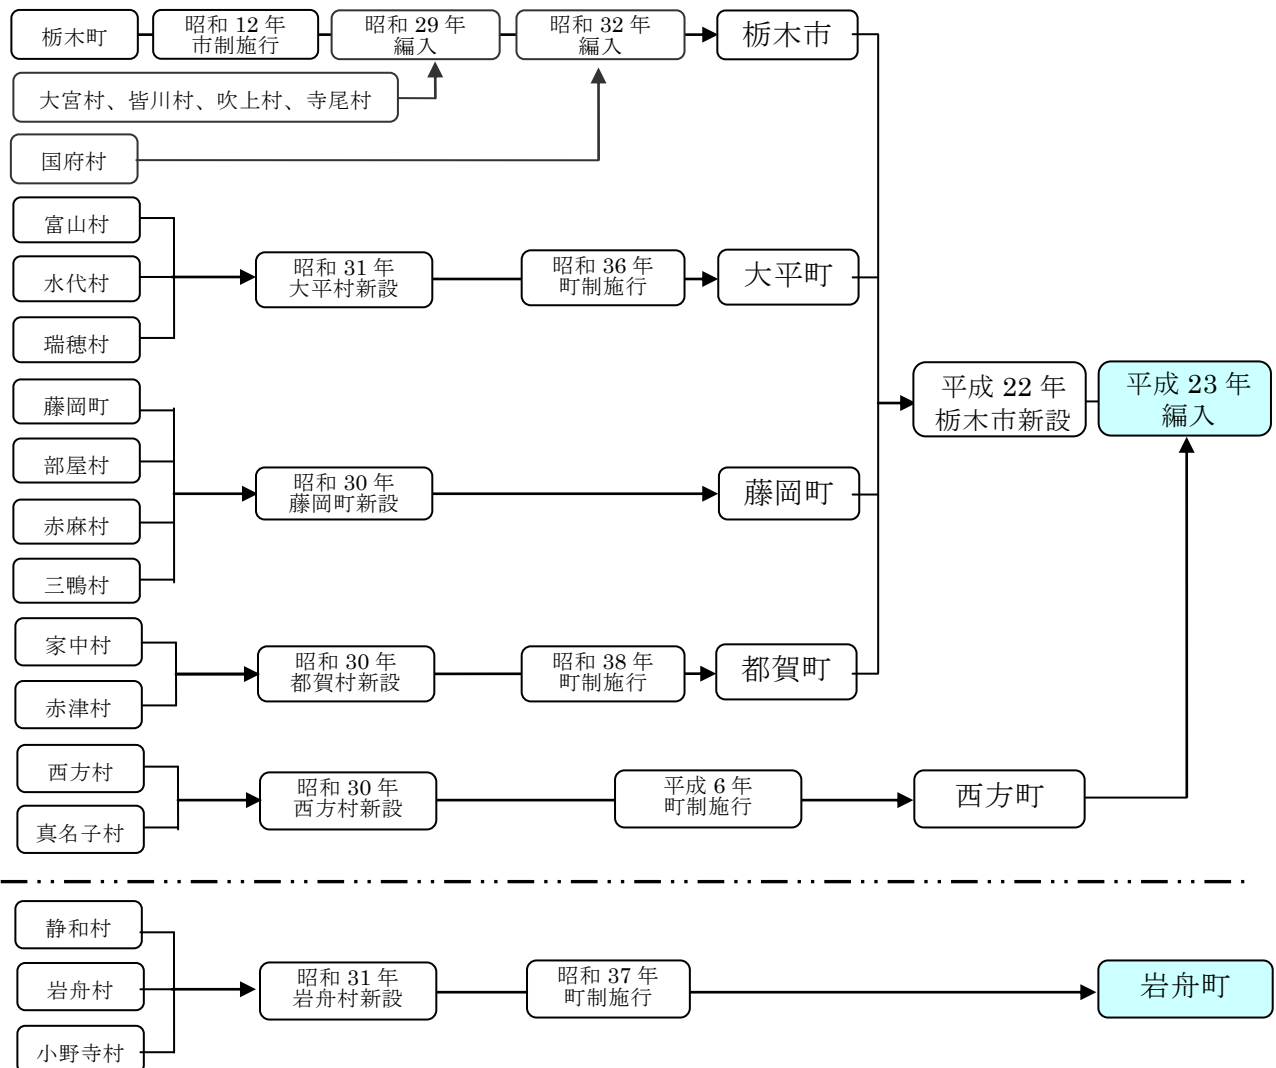 栃木町
昭和 12 年
市制施行
昭和 29 年
編入
昭和 32 年
編入
栃木市
大宮村、皆川村、吹上村、寺尾村
国府村
富山村
水代村
瑞穂村
昭和 31 年
大平村新設
昭和 36 年
町制施行
大平町
藤岡町
部屋村
赤麻村
三鴨村
昭和 30 年
藤岡町新設
藤岡町
平成 22 年
栃木市新設
平成 23 年
編入
家中村
赤津村
昭和 30 年
都賀村新設
昭和 38 年
町制施行
都賀町
西方村
真名子村
昭和 30 年
西方村新設
平成 6 年
町制施行
西方町
静和村
岩舟村
小野寺村
昭和 31 年
岩舟村新設
昭和 37 年
町制施行
岩舟町